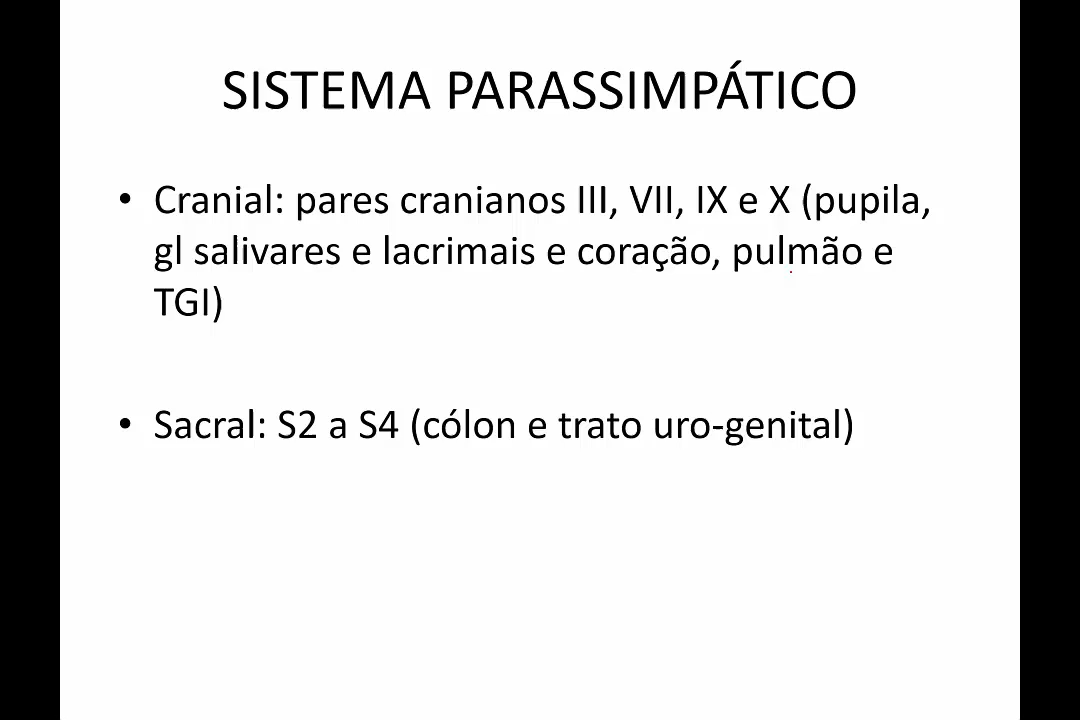 SISTEMA PARASSIMPÁTICO
• Cranial: pares cranianos III, VII, IX e X (pupila,
gl salivares e lacrimais e coração, pulmão e
TGI)
• Sacral: S2 a S4 (cólon e trato uro-genital)